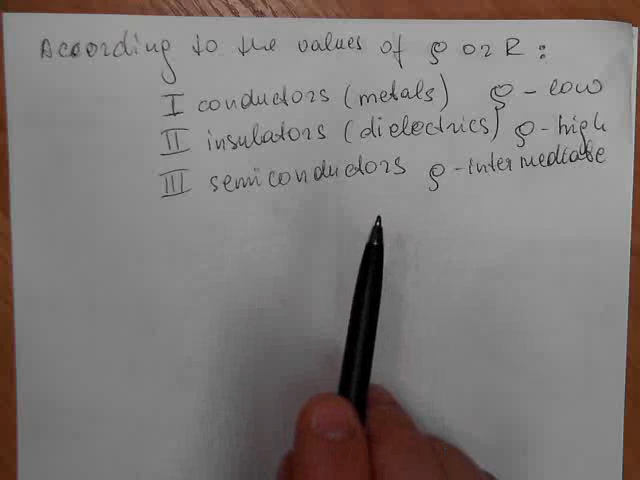 According to the values of ρ or R:
I conductors (metals) ρ - low
II insulators (dielectrics) ρ - high
III semiconductors ρ - intermediate